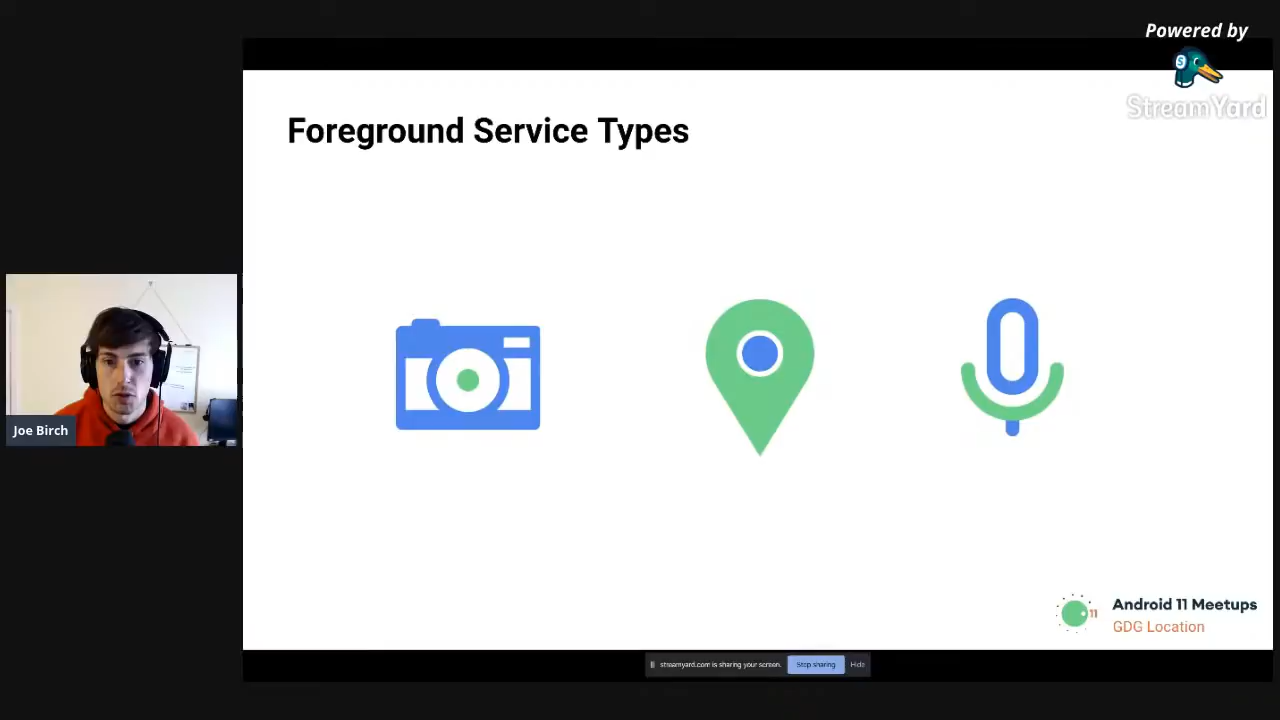 Powered by
StreamYard
Foreground Service Types
Joe Birch
11
Android 11 Meetups
GDG Location
streamyard.com is sharing your screen.
Stop sharing
Hide